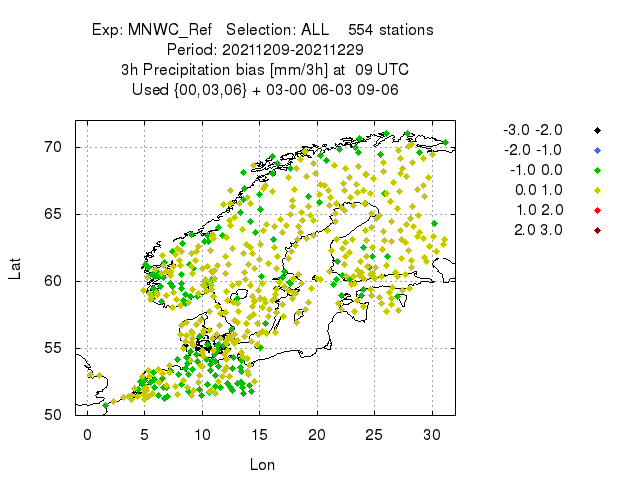 Exp: MNWC_Ref   Selection: ALL    554 stations
Period: 20211209-20211229
3h Precipitation bias [mm/3h] at  09 UTC
Used {00,03,06} + 03-00 06-03 09-06
-3.0 -2.0
-2.0 -1.0
-1.0 0.0
0.0 1.0
1.0 2.0
2.0 3.0
Lat
70
65
60
55
50
0 5 10 15 20 25 30
Lon